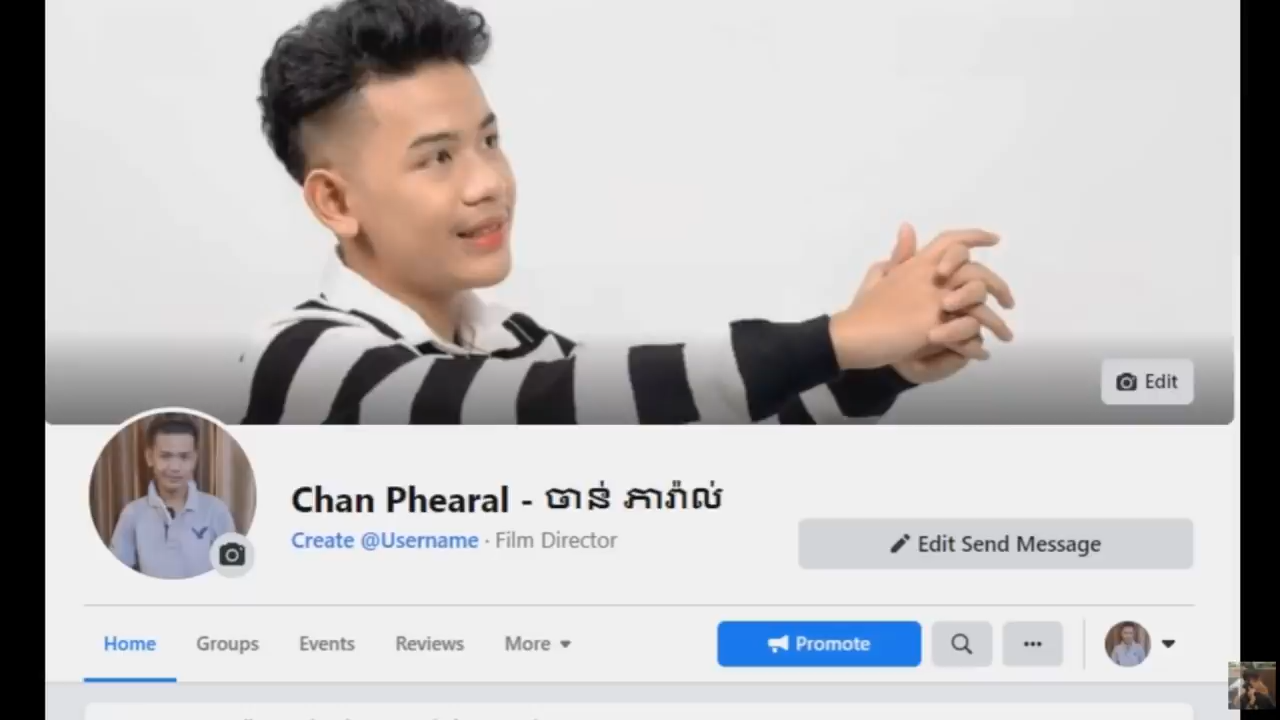 Edit
Chan Phearal - ចាន់ ភារ៉ាល់
Create @Username · Film Director
Edit Send Message
Home Groups Events Reviews More
Promote